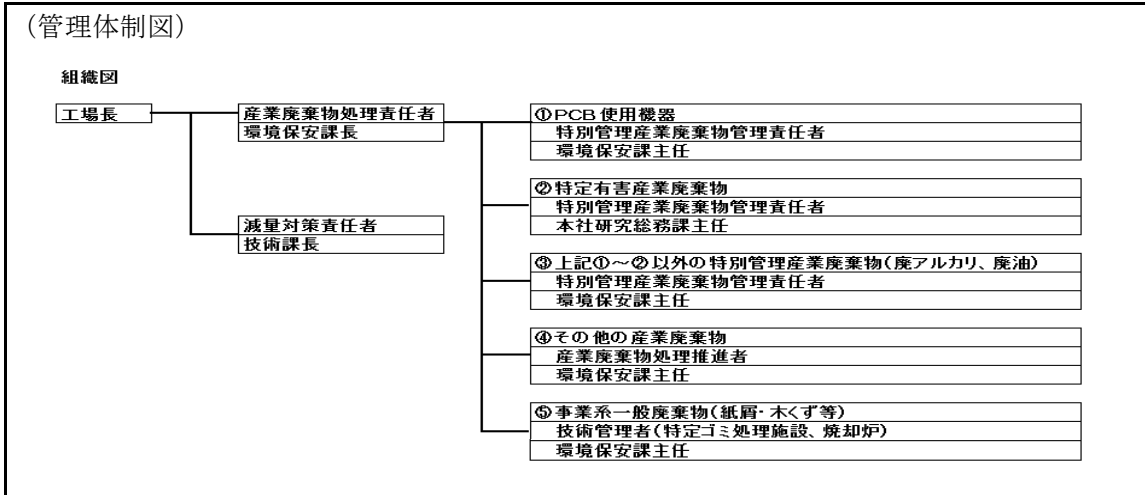 （管理体制図）
組織図
工場長
産業廃棄物処理責任者
環境保安課長
減量対策責任者
技術課長
①PCB使用機器
特別管理産業廃棄物管理責任者
環境保安課主任
②特定有害産業廃棄物
特別管理産業廃棄物管理責任者
本社研究総務課主任
③上記①～②以外の特別管理産業廃棄物(廃アルカリ、廃油)
特別管理産業廃棄物管理責任者
環境保安課主任
④その他の産業廃棄物
産業廃棄物処理推進者
環境保安課主任
⑤事業系一般廃棄物(紙屑・木くず等)
技術管理者(特定ゴミ処理施設、焼却炉)
環境保安課主任